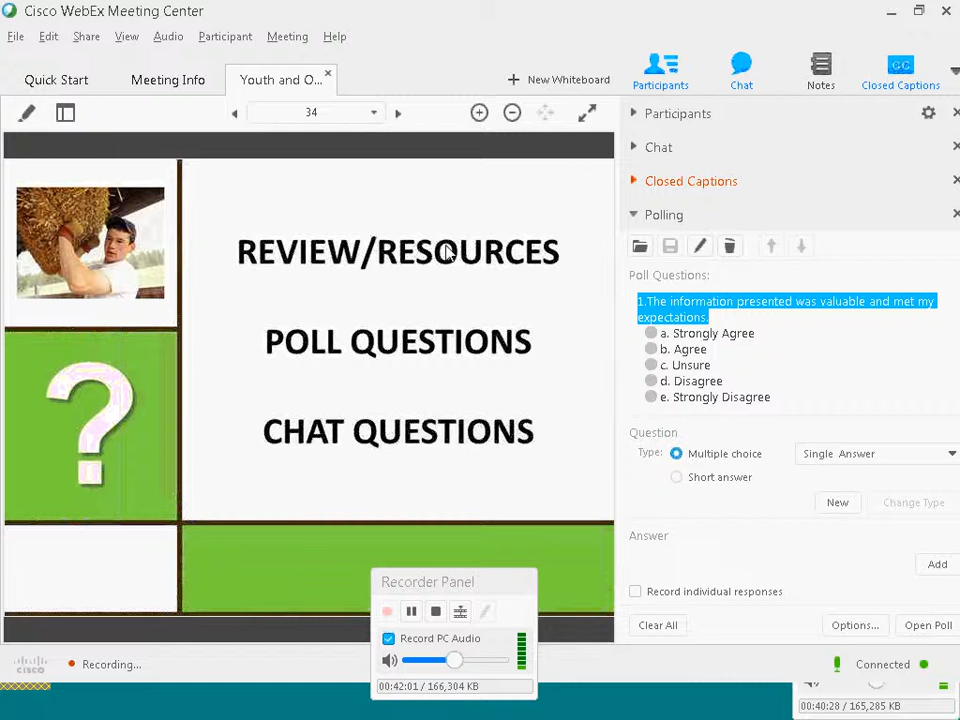 Cisco WebEx Meeting Center
File Edit Share View Audio Participant Meeting Help
Quick Start Meeting Info Youth and O... New Whiteboard
Participants Chat Notes CC Closed Captions
34
Participants
Chat
Closed Captions
Polling
REVIEW/RESOURCES
POLL QUESTIONS
CHAT QUESTIONS
?
Poll Questions:
1.The information presented was valuable and met my
expectations.
a. Strongly Agree
b. Agree
c. Unsure
d. Disagree
e. Strongly Disagree
Question
Type: Multiple choice Single Answer
Short answer
New Change Type
Answer
Add
Record individual responses
Clear All Options... Open Poll
Recorder Panel
Record PC Audio
00:42:01 / 166,304 KB
cisco Recording...
Connected
00:40:28 / 165,285 KB